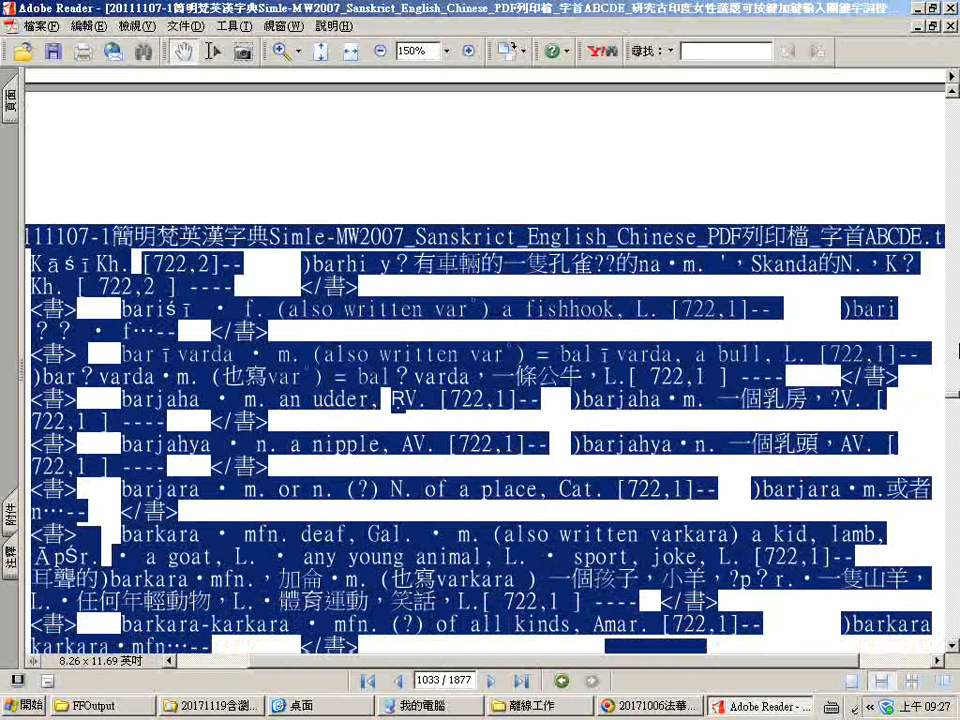 Adobe Reader - [20111107-1簡明梵英漢字典Simle-MW2007_Sanskrict_English_Chinese_PDF列印檔_字首ABCDE_研究古印度女性議題可按鍵加鍵輸入關鍵字詞搜
檔案(F) 編輯(E) 檢視(V) 文件(D) 工具(T) 視窗(W) 說明(H)
150% Y! 尋找:
頁面
111107-1簡明梵英漢字典Simle-MW2007_Sanskrict_English_Chinese_PDF列印檔_字首ABCDE.t
KāśīKh. [722,2]-- )barhi y？有車輛的一隻孔雀??的na・m. '，Skanda的N.，K？
Kh. [ 722,2 ] ---- </書>
<書> bariśī ・ f. (also written var˚) a fishhook, L. [722,1]-- )bari
？？ ・ f…-- </書>
<書> barīvarda ・ m. (also written var˚) = balīvarda, a bull, L. [722,1]--
)bar？varda・m. (也寫var˚) = bal？varda，一條公牛，L.[ 722,1 ] ---- </書>
<書> barjaha ・ m. an udder, ṚV. [722,1]-- )barjaha・m. 一個乳房，?V. [
722,1 ] ---- </書>
<書> barjahya ・ n. a nipple, AV. [722,1]-- )barjahya・n. 一個乳頭，AV. [
722,1 ] ---- </書>
<書> barjara ・ m. or n. (?) N. of a place, Cat. [722,1]-- )barjara・m.或者
n…-- </書>
<書> barkara ・ mfn. deaf, Gal. ・ m. (also written varkara) a kid, lamb,
ĀpŚr. ・ a goat, L. ・ any young animal, L. ・ sport, joke, L. [722,1]--
耳聾的)barkara・mfn.，加侖・m. (也寫varkara ) 一個孩子，小羊，?p？r.・一隻山羊，
L.・任何年輕動物，L.・體育運動，笑話，L.[ 722,1 ] ---- </書>
<書> barkara-karkara ・ mfn. (?) of all kinds, Amar. [722,1]-- )barkara
karkara・mfn…-- </書>
附件
注釋
8.26 x 11.69 英吋
1033 / 1877
開始 FFOutput 20171119含瀏... 桌面 我的電腦 離線工作 20171006法華... Adobe Reader -... 上午 09:27